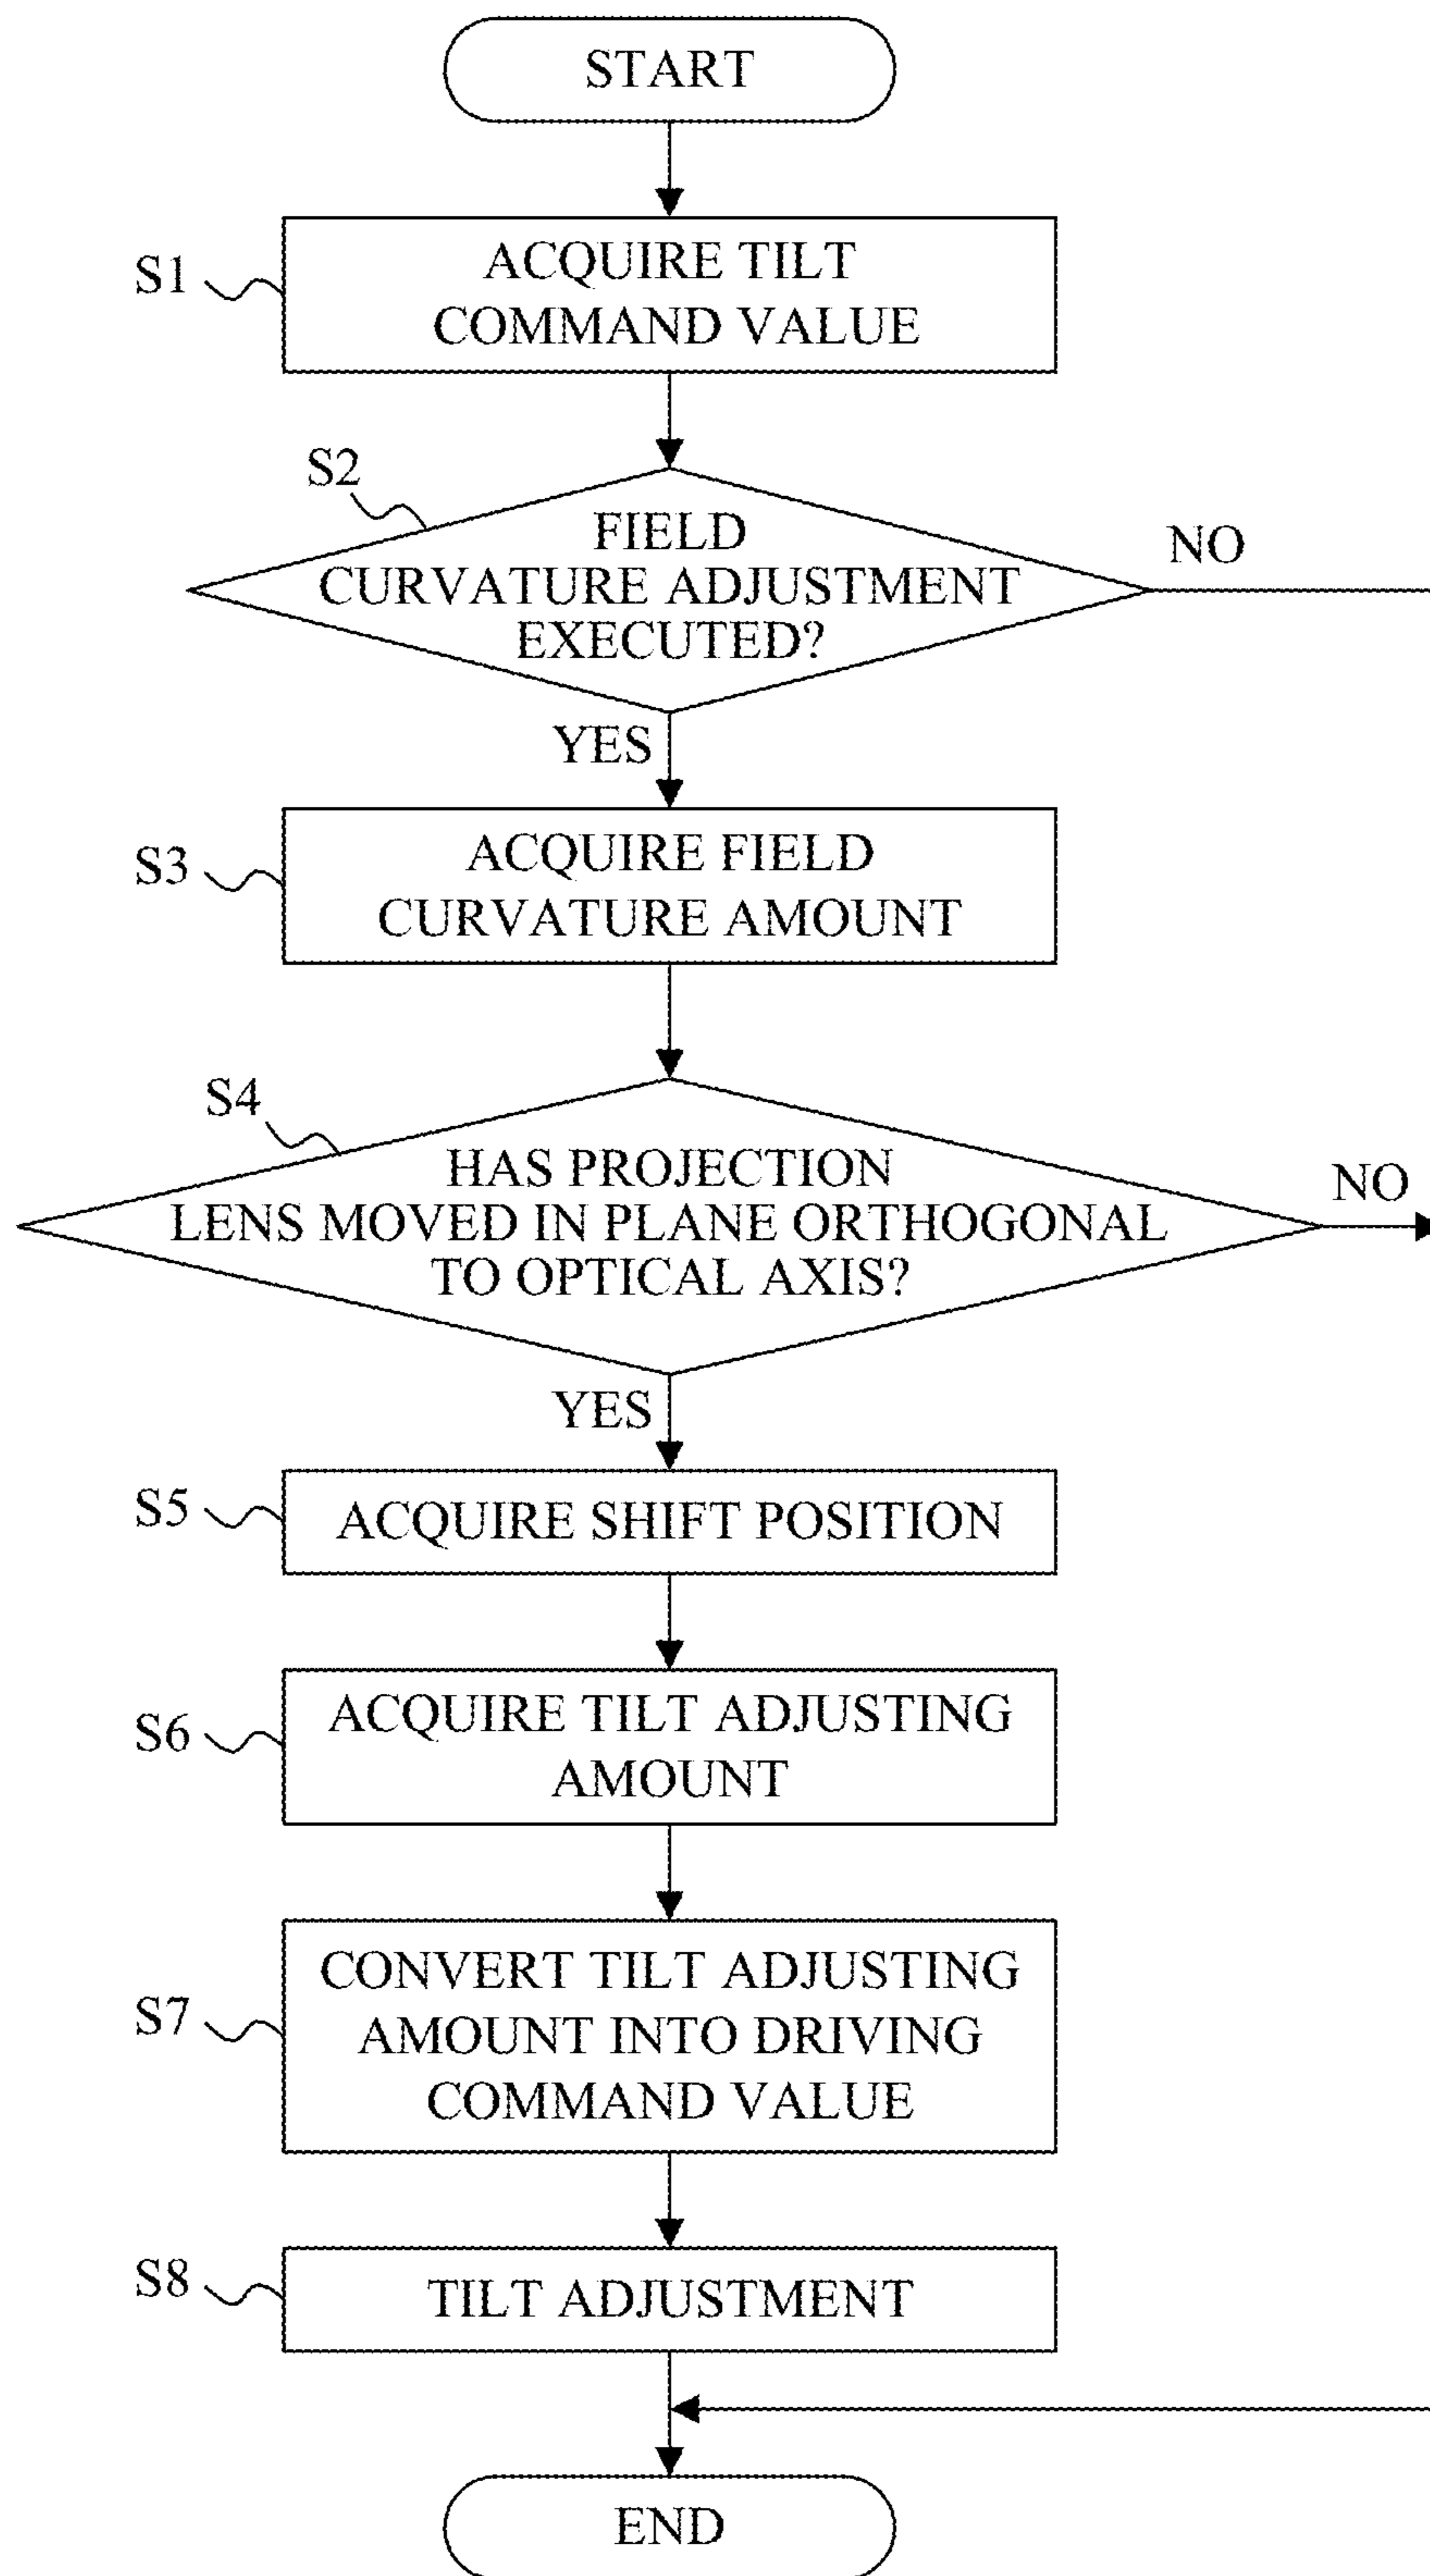 START
S1
ACQUIRE TILT
COMMAND VALUE
S2
FIELD
CURVATURE ADJUSTMENT
EXECUTED?
NO
YES
S3
ACQUIRE FIELD
CURVATURE AMOUNT
S4
HAS PROJECTION
LENS MOVED IN PLANE ORTHOGONAL
TO OPTICAL AXIS?
NO
YES
S5
ACQUIRE SHIFT POSITION
S6
ACQUIRE TILT ADJUSTING
AMOUNT
S7
CONVERT TILT ADJUSTING
AMOUNT INTO DRIVING
COMMAND VALUE
S8
TILT ADJUSTMENT
END